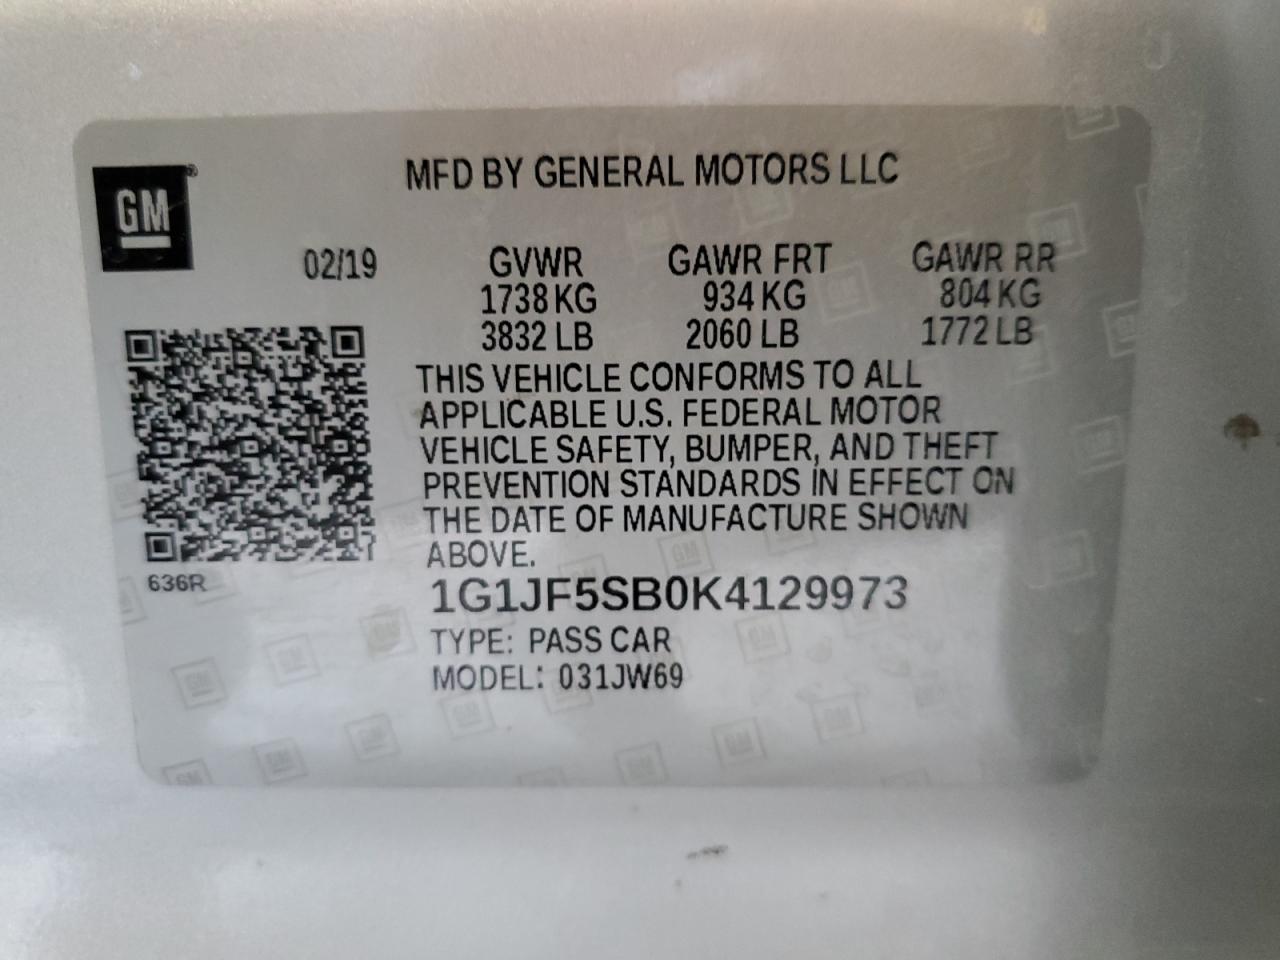 MFD BY GENERAL MOTORS LLC
GM
02/19 GVWR GAWR FRT GAWR RR
1738 KG 934 KG 804 KG
3832 LB 2060 LB 1772 LB
THIS VEHICLE CONFORMS TO ALL
APPLICABLE U.S. FEDERAL MOTOR
VEHICLE SAFETY, BUMPER, AND THEFT
PREVENTION STANDARDS IN EFFECT ON
THE DATE OF MANUFACTURE SHOWN
ABOVE.
636R
1G1JF5SB0K4129973
TYPE: PASS CAR
MODEL: 031JW69